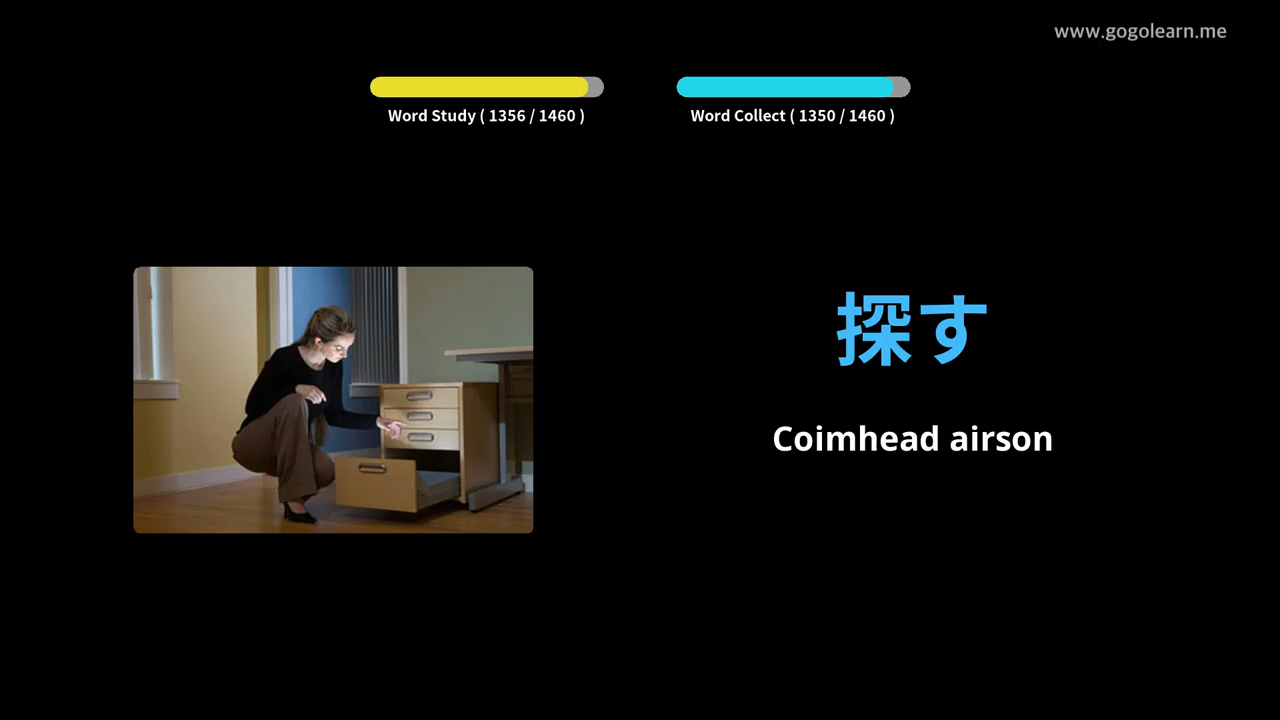 www.gogolearn.me
Word Study ( 1356 / 1460 )
Word Collect ( 1350 / 1460 )
探す
Coimhead airson